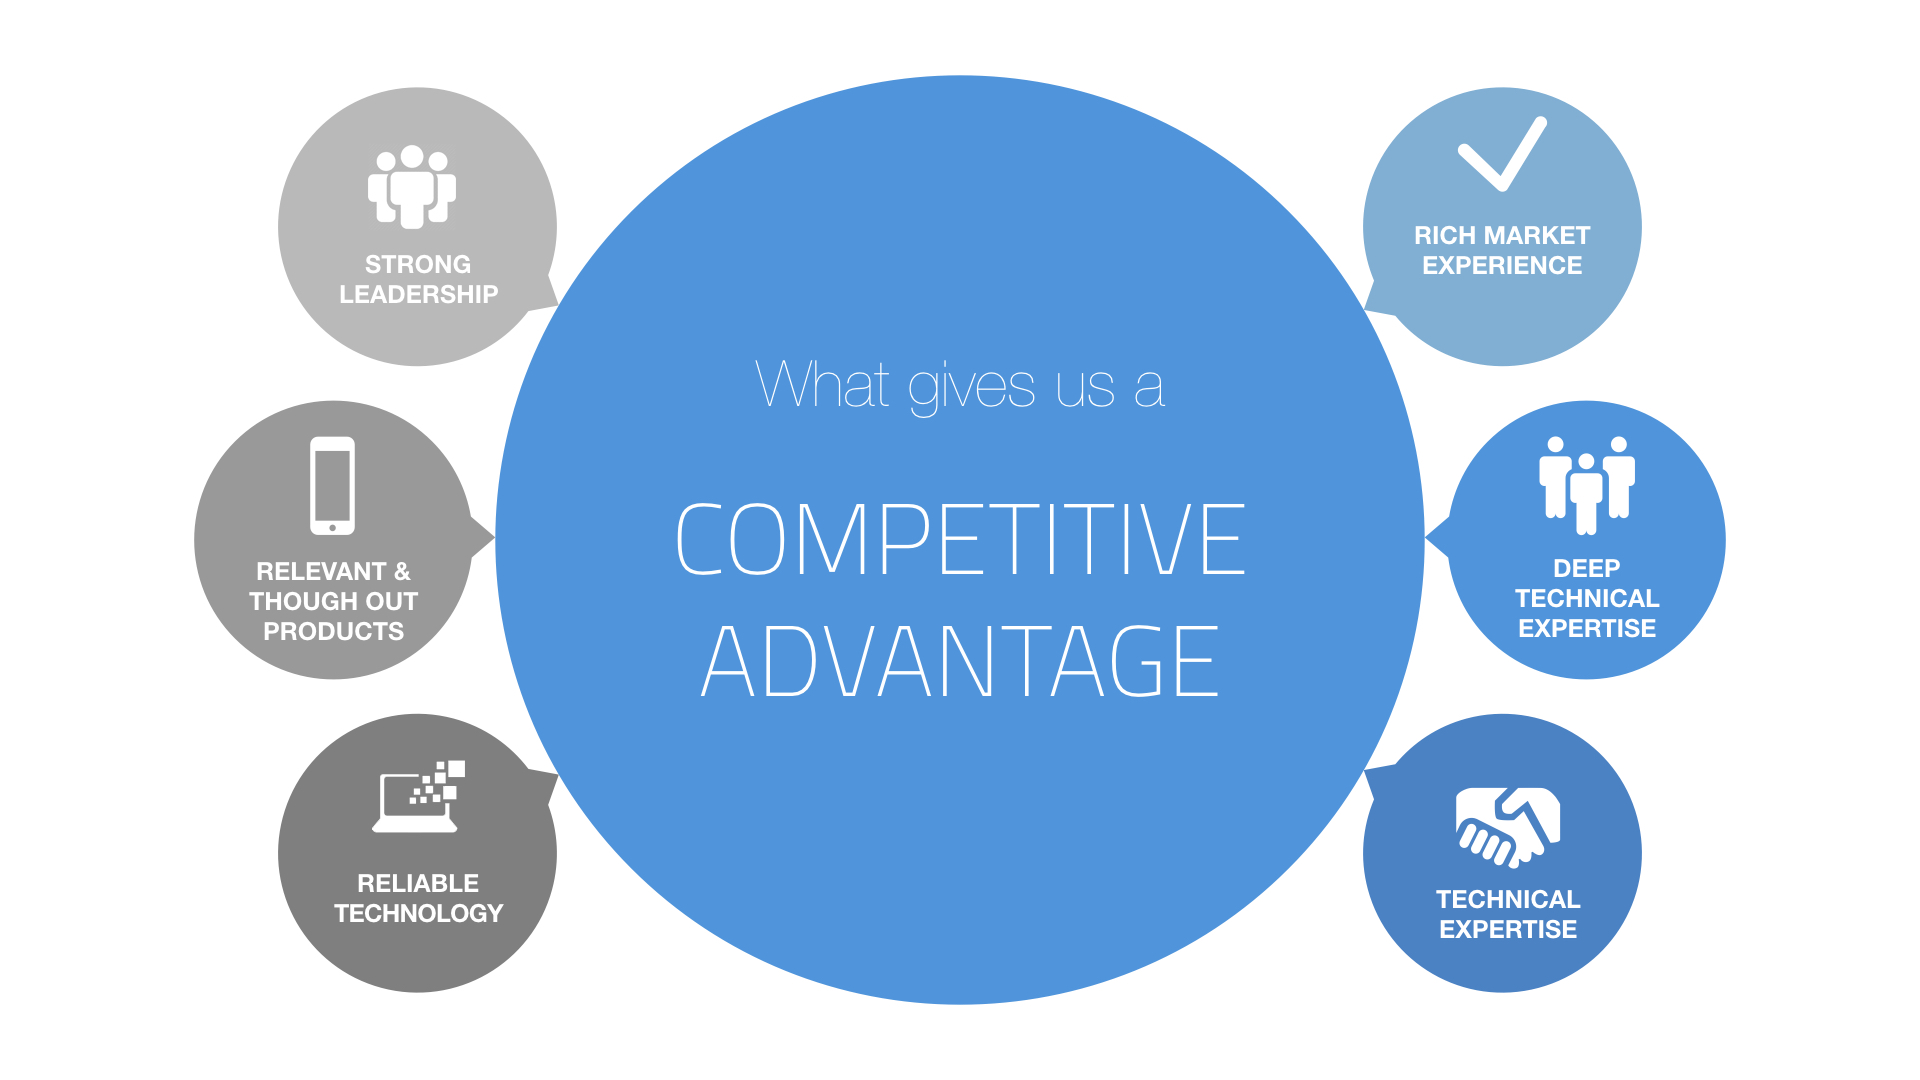 What gives us a
COMPETITIVE
ADVANTAGE
STRONG
LEADERSHIP
RELEVANT &
THOUGH OUT
PRODUCTS
RELIABLE
TECHNOLOGY
RICH MARKET
EXPERIENCE
DEEP
TECHNICAL
EXPERTISE
TECHNICAL
EXPERTISE